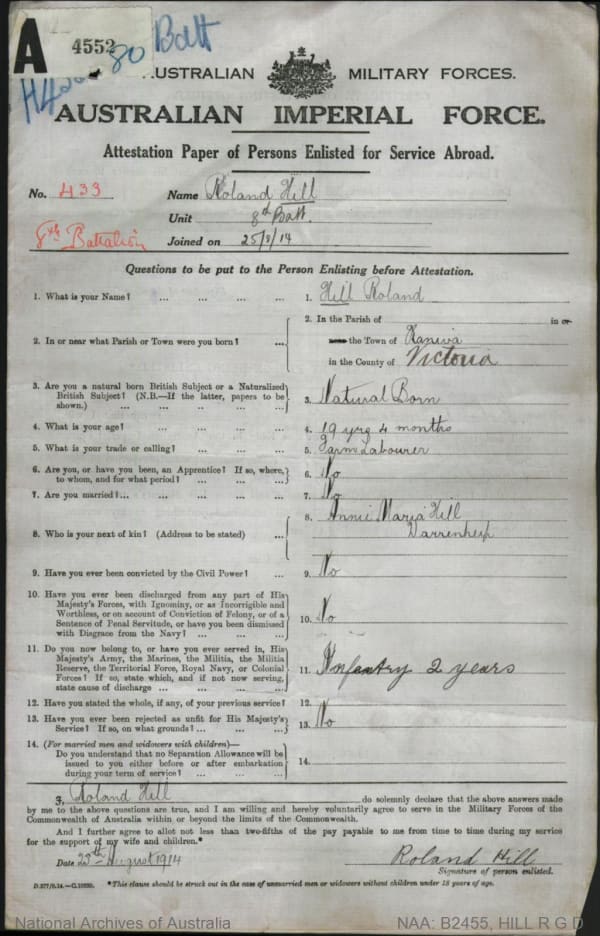 A
4552
80 Batt
AUSTRALIAN MILITARY FORCES.
AUSTRALIAN IMPERIAL FORCE.
Attestation Paper of Persons Enlisted for Service Abroad.
No. 433 Name Roland Hill
Unit 8th Batt.
8th Battalion Joined on 25/8/14
Questions to be put to the Person Enlisting before Attestation.
1. What is your Name? ... ... ... ... 1. Hill Roland
2. In or near what Parish or Town were you born? ... 2. In the Parish of in or
near the Town of Kaniva
in the County of Victoria
3. Are you a natural born British Subject or a Naturalized
British Subject? (N.B.—If the latter, papers to be
shown.) ... ... ... ... 3. Natural Born
4. What is your age? ... ... ... ... 4. 19 yrs 4 months
5. What is your trade or calling? ... ... ... 5. Farm Labourer
6. Are you, or have you been, an Apprentice? If so, where,
to whom, and for what period? ... ... ... 6. No
7. Are you married? ... ... ... ... 7. No
8. Who is your next of kin? (Address to be stated) ... 8. Annie Maria Hill
Warrenheip
9. Have you ever been convicted by the Civil Power? ... 9. No
10. Have you ever been discharged from any part of His
Majesty's Forces, with Ignominy, or as Incorrigible and
Worthless, or on account of Conviction of Felony, or of a
Sentence of Penal Servitude, or have you been dismissed
with Disgrace from the Navy? ... ... ... 10. No
11. Do you now belong to, or have you ever served in, His
Majesty's Army, the Marines, the Militia, the Militia
Reserve, the Territorial Force, Royal Navy, or Colonial
Forces? If so, state which, and if not now serving,
state cause of discharge ... ... ... ... 11. Infantry 2 years
12. Have you stated the whole, if any, of your previous service? 12.
13. Have you ever been rejected as unfit for His Majesty's
Service? If so, on what grounds? ... ... ... 13. No
14. (For married men and widowers with children)—
Do you understand that no Separation Allowance will be
issued to you either before or after embarkation
during your term of service? ... ... ... 14.
I, Roland Hill do solemnly declare that the above answers made
by me to the above questions are true, and I am willing and hereby voluntarily agree to serve in the Military Forces of the
Commonwealth of Australia within or beyond the limits of the Commonwealth.
And I further agree to allot not less than two-fifths of the pay payable to me from time to time during my service
for the support of my wife and children.*
Date 23th August 1914 Roland Hill
Signature of person enlisted.
*This clause should be struck out in the case of unmarried men or widowers without children under 18 years of age.
National Archives of Australia NAA: B2455, HILL R G D